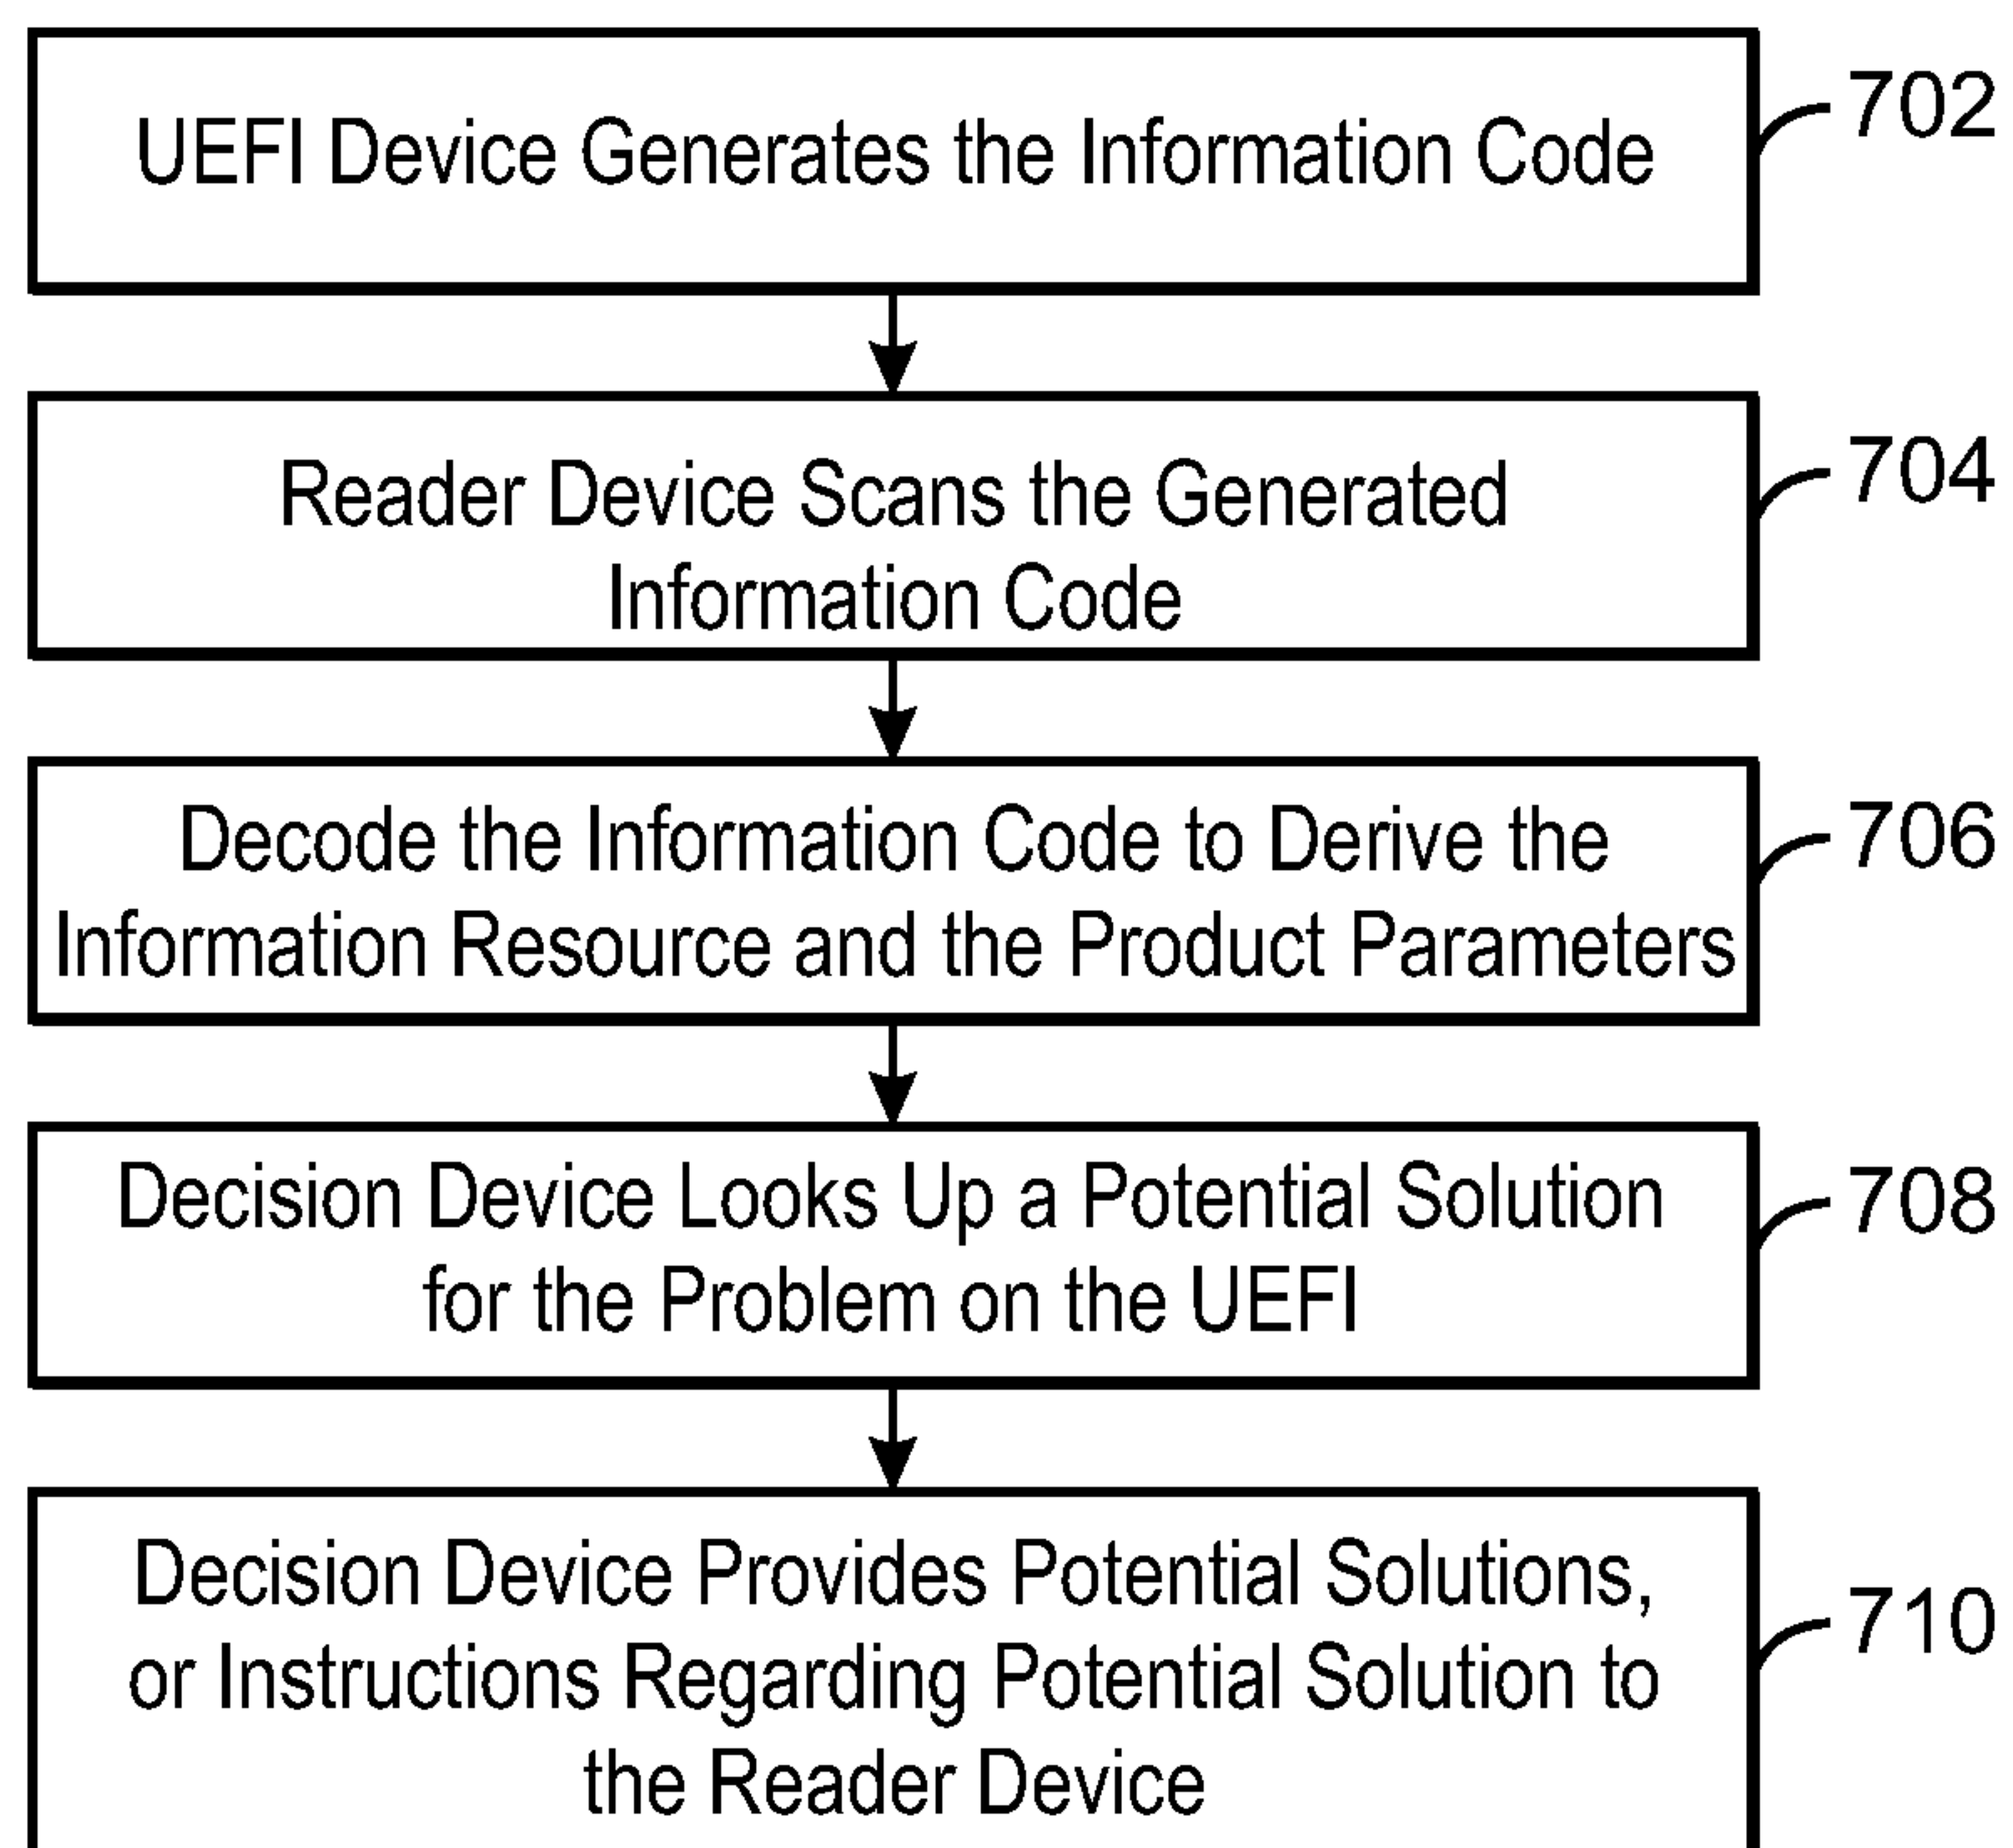 UEFI Device Generates the Information Code
702
Reader Device Scans the Generated
Information Code
704
Decode the Information Code to Derive the
Information Resource and the Product Parameters
706
Decision Device Looks Up a Potential Solution
for the Problem on the UEFI
708
Decision Device Provides Potential Solutions,
or Instructions Regarding Potential Solution to
the Reader Device
710